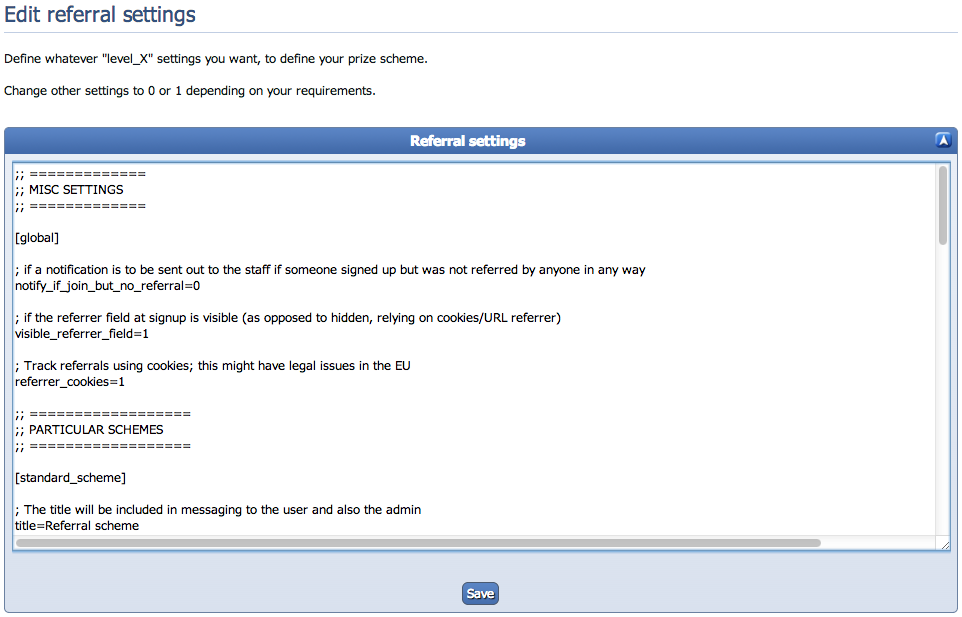 Edit referral settings
Define whatever "level_X" settings you want, to define your prize scheme.
Change other settings to 0 or 1 depending on your requirements.
Referral settings
;; =============
;; MISC SETTINGS
;; =============
[global]
; if a notification is to be sent out to the staff if someone signed up but was not referred by anyone in any way
notify_if_join_but_no_referral=0
; if the referrer field at signup is visible (as opposed to hidden, relying on cookies/URL referrer)
visible_referrer_field=1
; Track referrals using cookies; this might have legal issues in the EU
referrer_cookies=1
;; ==================
;; PARTICULAR SCHEMES
;; ==================
[standard_scheme]
; The title will be included in messaging to the user and also the admin
title=Referral scheme
Save